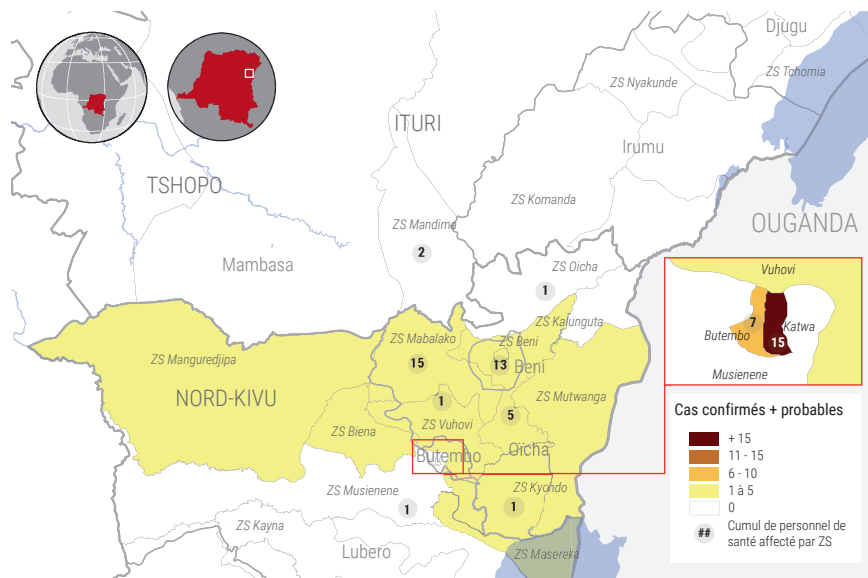 Djugu
ZS Tchomia
ZS Nyakunde
ITURI
Irumu
TSHOPO
ZS Komanda
ZS Mandima
2
OUGANDA
Mambasa
ZS Oicha
1
Vuhovi
7
Katwa
Butembo
15
Musienene
ZS Kalunguta
ZS Mabalako
ZS Beni
15
13
Beni
ZS Manguredjipa
NORD-KIVU
1
ZS Mutwanga
5
ZS Vuhovi
ZS Biena
Butembo
Oïcha
ZS Musienene
1
ZS Kyondo
1
ZS Kayna
Lubero
ZS Masereka
Cas confirmés + probables
+ 15
11 - 15
6 - 10
1 à 5
0
## Cumul de personnel de
santé affecté par ZS